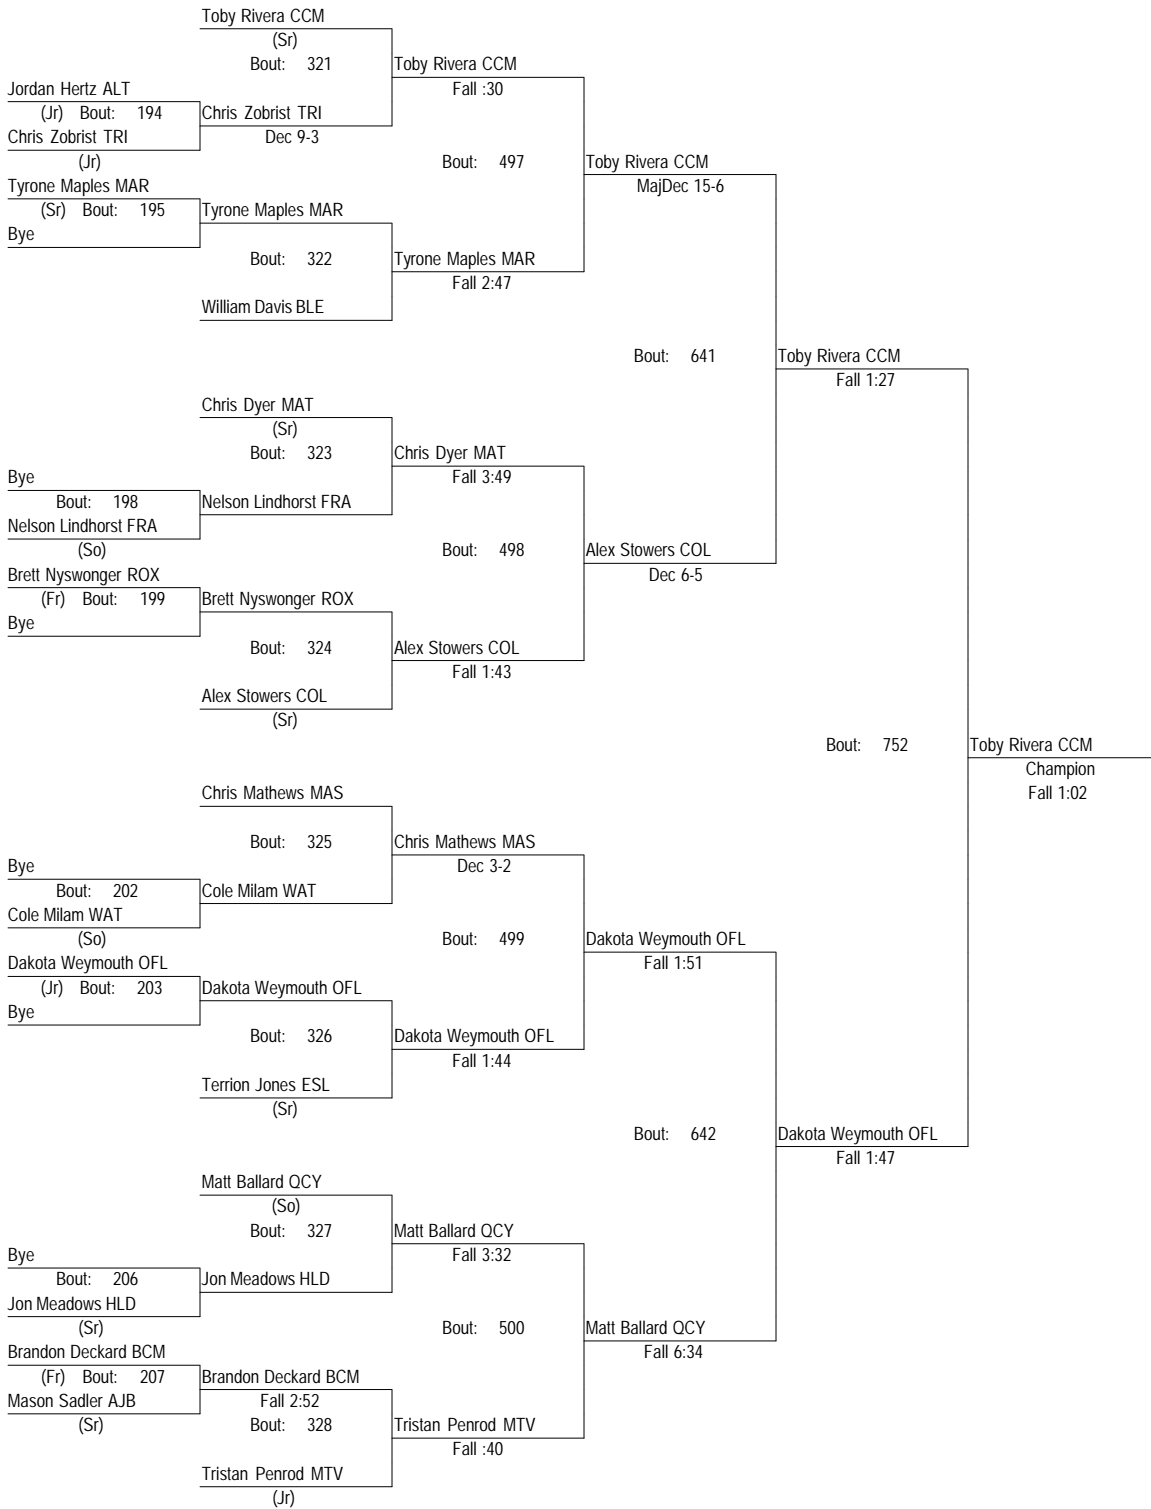 Toby Rivera CCM
(Sr)
Bout: 321
Toby Rivera CCM
Fall :30
Jordan Hertz ALT
(Jr) Bout: 194
Chris Zobrist TRI
Dec 9-3
Chris Zobrist TRI
(Jr)
Bout: 497
Toby Rivera CCM
MajDec 15-6
Tyrone Maples MAR
(Sr) Bout: 195
Tyrone Maples MAR
Bye
Bout: 322
Tyrone Maples MAR
Fall 2:47
William Davis BLE
Bout: 641
Toby Rivera CCM
Fall 1:27
Chris Dyer MAT
(Sr)
Bout: 323
Chris Dyer MAT
Fall 3:49
Bye
Bout: 198
Nelson Lindhorst FRA
Nelson Lindhorst FRA
(So)
Bout: 498
Alex Stowers COL
Dec 6-5
Brett Nyswonger ROX
(Fr) Bout: 199
Brett Nyswonger ROX
Bye
Bout: 324
Alex Stowers COL
Fall 1:43
Alex Stowers COL
(Sr)
Bout: 752
Toby Rivera CCM
Champion
Fall 1:02
Chris Mathews MAS
Bout: 325
Chris Mathews MAS
Dec 3-2
Bye
Bout: 202
Cole Milam WAT
Cole Milam WAT
(So)
Bout: 499
Dakota Weymouth OFL
Fall 1:51
Dakota Weymouth OFL
(Jr) Bout: 203
Dakota Weymouth OFL
Bye
Bout: 326
Dakota Weymouth OFL
Fall 1:44
Terrion Jones ESL
(Sr)
Bout: 642
Dakota Weymouth OFL
Fall 1:47
Matt Ballard QCY
(So)
Bout: 327
Matt Ballard QCY
Fall 3:32
Bye
Bout: 206
Jon Meadows HLD
Jon Meadows HLD
(Sr)
Bout: 500
Matt Ballard QCY
Fall 6:34
Brandon Deckard BCM
(Fr) Bout: 207
Brandon Deckard BCM
Fall 2:52
Mason Sadler AJB
(Sr)
Bout: 328
Tristan Penrod MTV
Fall :40
Tristan Penrod MTV
(Jr)